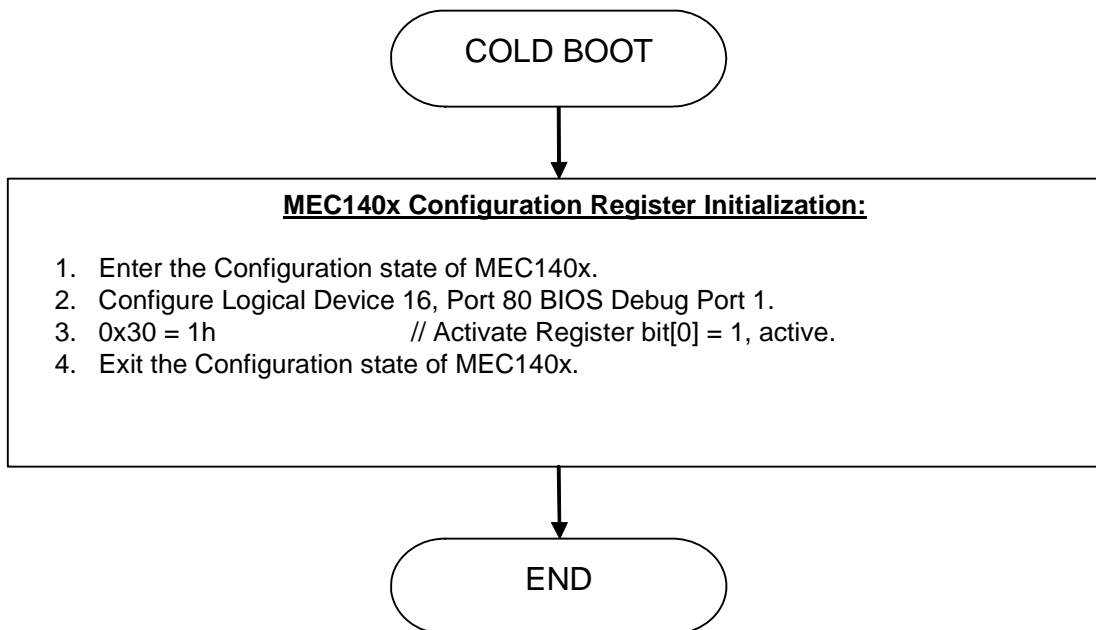 COLD BOOT
MEC140x Configuration Register Initialization:
1. Enter the Configuration state of MEC140x.
2. Configure Logical Device 16, Port 80 BIOS Debug Port 1.
3. 0x30 = 1h // Activate Register bit[0] = 1, active.
4. Exit the Configuration state of MEC140x.
END